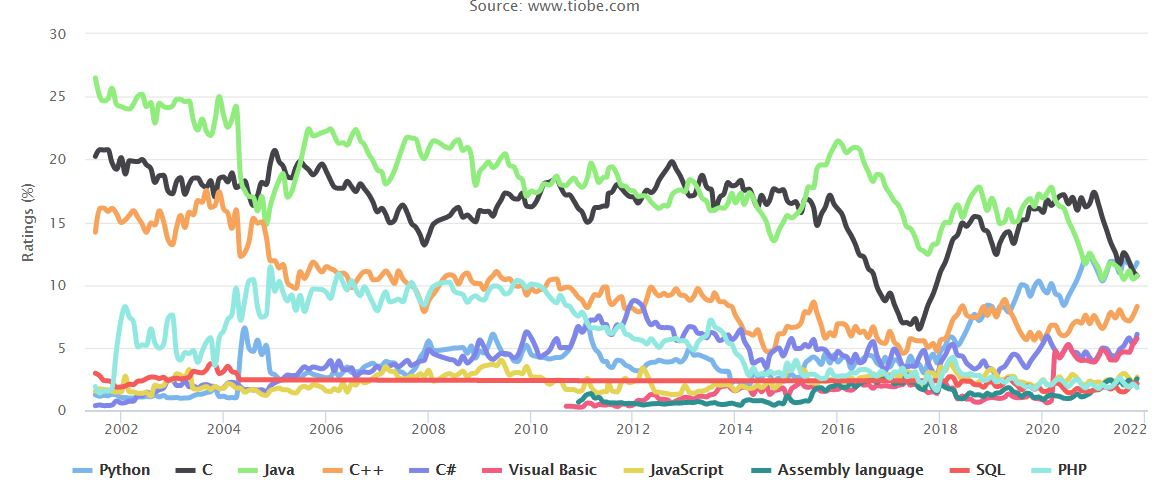 Source: www.tiobe.com
30
25
20
15
10
5
0
Ratings (%)
2002 2004 2006 2008 2010 2012 2014 2016 2018 2020 2022
Python C Java C++ C# Visual Basic JavaScript Assembly language SQL PHP